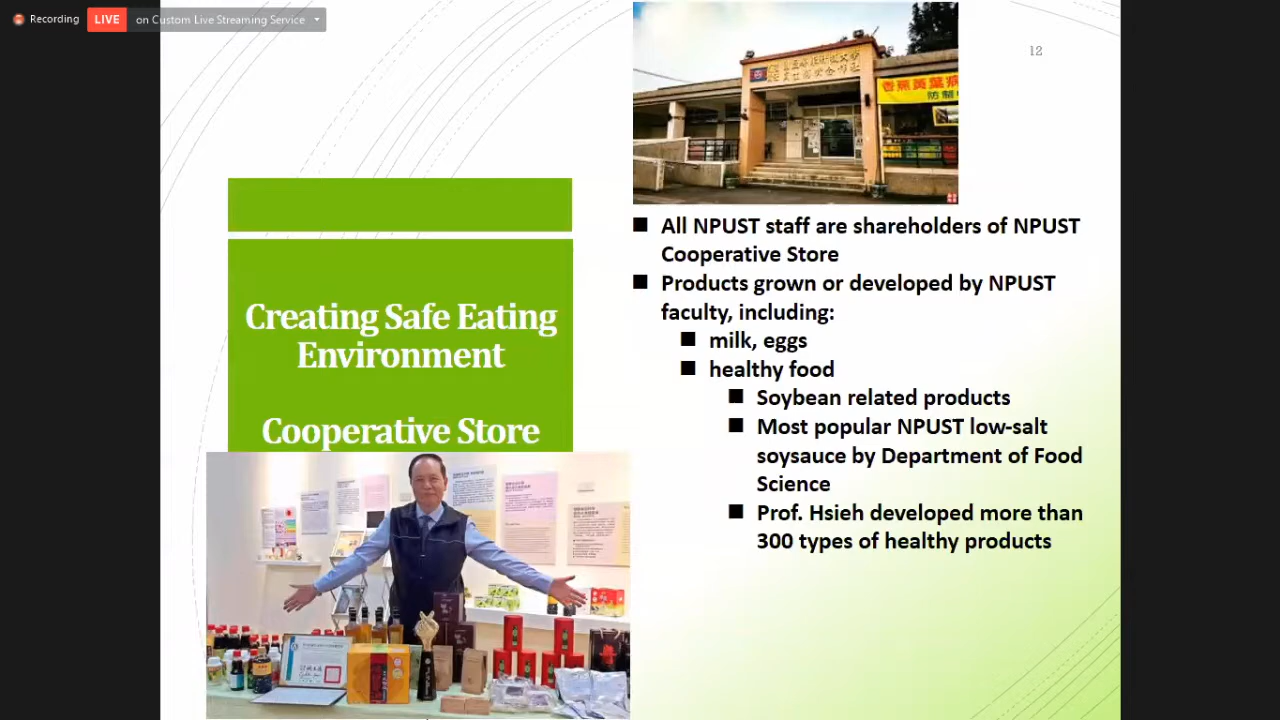 Recording
LIVE
on Custom Live Streaming Service
12
Creating Safe Eating
Environment
Cooperative Store
All NPUST staff are shareholders of NPUST
Cooperative Store
Products grown or developed by NPUST
faculty, including:
milk, eggs
healthy food
Soybean related products
Most popular NPUST low-salt
soysauce by Department of Food
Science
Prof. Hsieh developed more than
300 types of healthy products